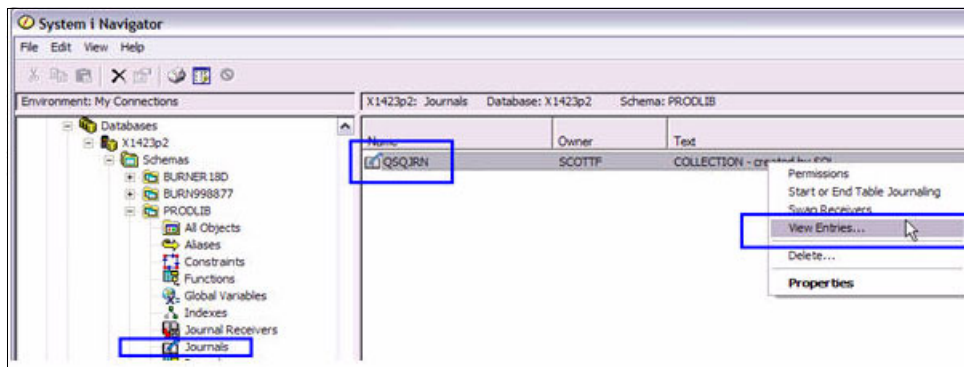 System i Navigator
File Edit View Help
Environment: My Connections
X1423p2: Journals Database: X1423p2 Schema: PRODLIB
Databases
X1423p2
Schemas
BURNER18D
BURN998877
PRODLIB
All Objects
Aliases
Constraints
Functions
Global Variables
Indexes
Journal Receivers
Journals
Name Owner Text
QSQJRN SCOTTF COLLECTION - created by SQL
Permissions
Start or End Table Journaling
Swap Receivers
View Entries...
Delete...
Properties